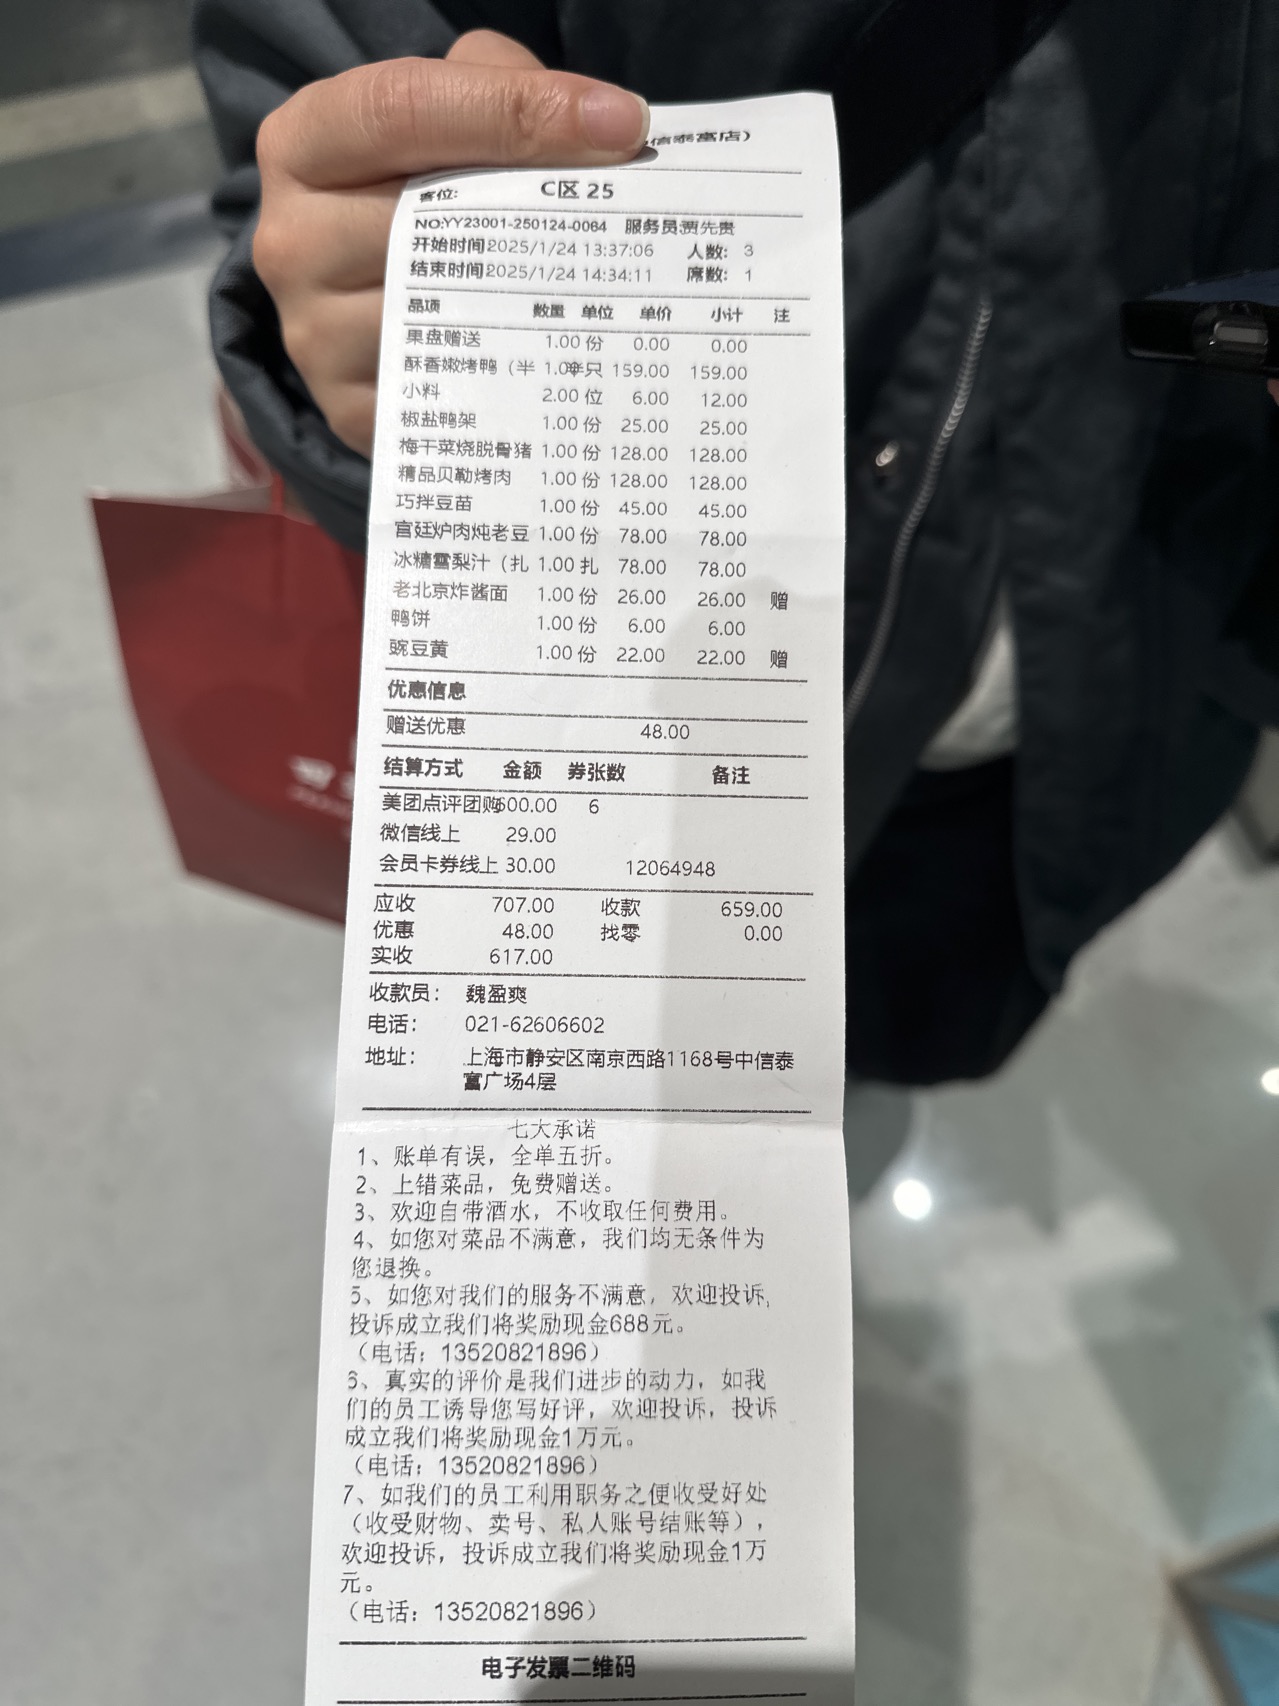 信泰富店）
客位： C区 25
NO:YY23001-250124-0064 服务员:贾先贵
开始时间2025/1/24 13:37:06 人数： 3
结束时间2025/1/24 14:34:11 席数： 1
品项 数量 单位 单价 小计 注
果盘赠送 1.00 份 0.00 0.00
酥香嫩烤鸭（半 1.00半只 159.00 159.00
小料 2.00 位 6.00 12.00
椒盐鸭架 1.00 份 25.00 25.00
梅干菜烧脱骨猪 1.00 份 128.00 128.00
精品贝勒烤肉 1.00 份 128.00 128.00
巧拌豆苗 1.00 份 45.00 45.00
宫廷炉肉炖老豆 1.00 份 78.00 78.00
冰糖雪梨汁（扎 1.00 扎 78.00 78.00
老北京炸酱面 1.00 份 26.00 26.00 赠
鸭饼 1.00 份 6.00 6.00
豌豆黄 1.00 份 22.00 22.00 赠
优惠信息
赠送优惠 48.00
结算方式 金额 券张数 备注
美团点评团购600.00 6
微信线上 29.00
会员卡券线上 30.00 12064948
应收 707.00 收款 659.00
优惠 48.00 找零 0.00
实收 617.00
收款员： 魏盈爽
电话： 021-62606602
地址： 上海市静安区南京西路1168号中信泰
富广场4层
七大承诺
1、账单有误，全单五折。
2、上错菜品，免费赠送。
3、欢迎自带酒水，不收取任何费用。
4、如您对菜品不满意，我们均无条件为
您退换。
5、如您对我们的服务不满意，欢迎投诉，
投诉成立我们将奖励现金688元。
（电话：13520821896）
6、真实的评价是我们进步的动力，如我
们的员工诱导您写好评，欢迎投诉，投诉
成立我们将奖励现金1万元。
（电话：13520821896）
7、如我们的员工利用职务之便收受好处
（收受财物、卖号、私人账号结账等），
欢迎投诉，投诉成立我们将奖励现金1万
元。
（电话：13520821896）
电子发票二维码